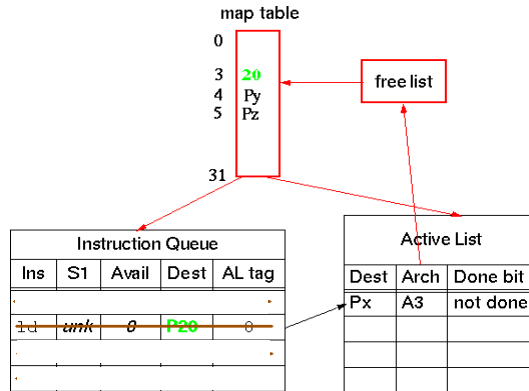 map table
0
3 20
4 Py
5 Pz
31
free list
Instruction Queue
Ins S1 Avail Dest AL tag
ld unk 0 P20 0
Active List
Dest Arch Done bit
Px A3 not done